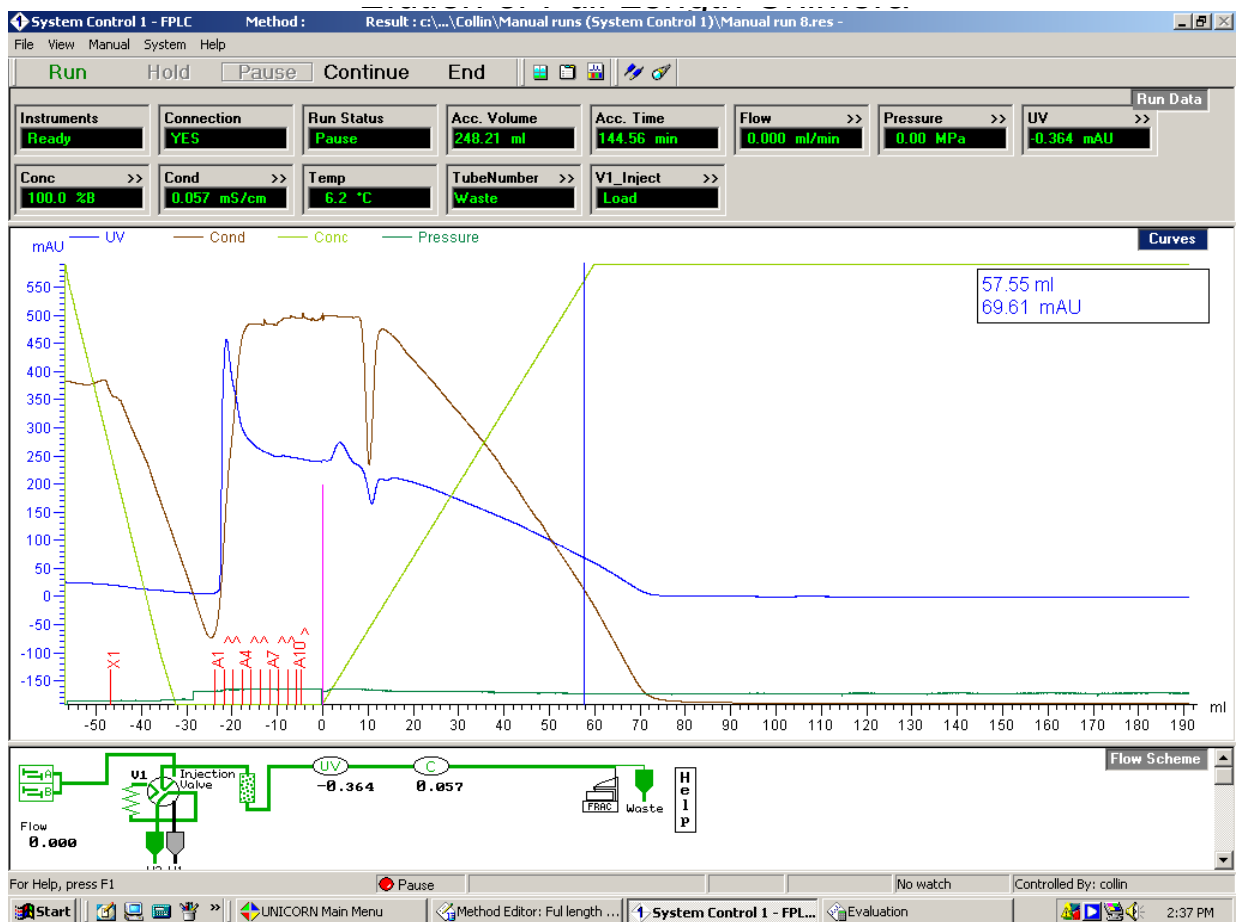 Elution of Full Length Chimera
System Control 1 - FPLC Method : Result : c:\...\Collin\Manual runs (System Control 1)\Manual run 8.res -
File View Manual System Help
Run Hold Pause Continue End
Run Data
Instruments Connection Run Status Acc. Volume Acc. Time Flow >> Pressure >> UV >>
Ready YES Pause 248.21 ml 144.56 min 0.000 ml/min 0.00 MPa -0.364 mAU
Conc >> Cond >> Temp TubeNumber >> V1_Inject >>
100.0 %B 0.057 mS/cm 6.2 °C Waste Load
mAU UV Cond Conc Pressure Curves
57.55 ml
69.61 mAU
550
500
450
400
350
300
250
200
150
100
50
0
-50
-100
-150
X1 A1 ^^ A4 ^^ A7 ^^ A10 ^
-50 -40 -30 -20 -10 0 10 20 30 40 50 60 70 80 90 100 110 120 130 140 150 160 170 180 190 ml
Flow Scheme
A
B
V1 Injection Valve
UV C
-0.364 0.057
FRAC Waste
Help
Flow
0.000
For Help, press F1 Pause No watch Controlled By: collin
Start » UNICORN Main Menu Method Editor: Ful length ... System Control 1 - FPL... Evaluation 2:37 PM